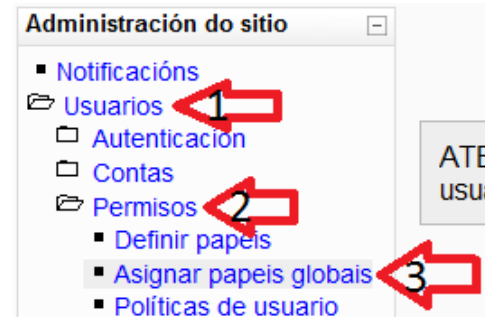 Administración do sitio
Notificacións
Usuarios 1
Autenticación
Contas
Permisos 2
Definir papeis
Asignar papeis globais 3
Políticas de usuario
ATE
usua